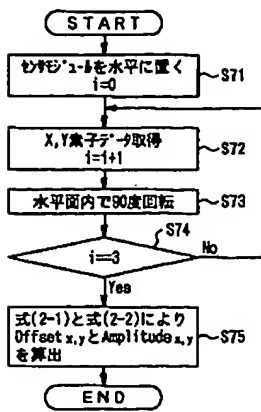 START
センサモジュールを水平に置く
i=0
S71
X,Y素子データ取得
i=i+1
S72
水平面内で90度回転
S73
S74
i==3
No
Yes
式(2-1)と式(2-2)により
Offset x,yとAmplitude x,y
を算出
S75
END